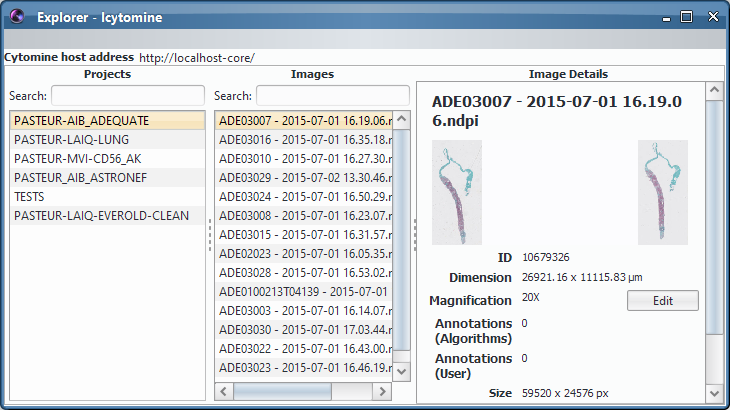 Explorer - Icytomine
Cytomine host address http://localhost-core/
Projects
Search:
PASTEUR-AIB_ADEQUATE
PASTEUR-LAIQ-LUNG
PASTEUR-MVI-CD56_AK
PASTEUR_AIB_ASTRONEF
TESTS
PASTEUR-LAIQ-EVEROLD-CLEAN
Images
Search:
ADE03007 - 2015-07-01 16.19.06.r
ADE03016 - 2015-07-01 16.35.18.r
ADE03010 - 2015-07-01 16.27.30.r
ADE03029 - 2015-07-02 13.30.46.r
ADE03024 - 2015-07-01 16.50.29.r
ADE03008 - 2015-07-01 16.23.07.r
ADE03015 - 2015-07-01 16.31.57.r
ADE02023 - 2015-07-01 16.05.35.r
ADE03028 - 2015-07-01 16.53.02.r
ADE0100213T04139 - 2015-07-01
ADE03003 - 2015-07-01 16.14.07.r
ADE03030 - 2015-07-01 17.03.44.r
ADE03022 - 2015-07-01 16.43.00.r
ADE03023 - 2015-07-01 16.46.19.r
Image Details
ADE03007 - 2015-07-01 16.19.0
6.ndpi
ID 10679326
Dimension 26921.16 x 11115.83 µm
Magnification 20X Edit
Annotations 0
(Algorithms)
Annotations 0
(User)
Size 59520 x 24576 px